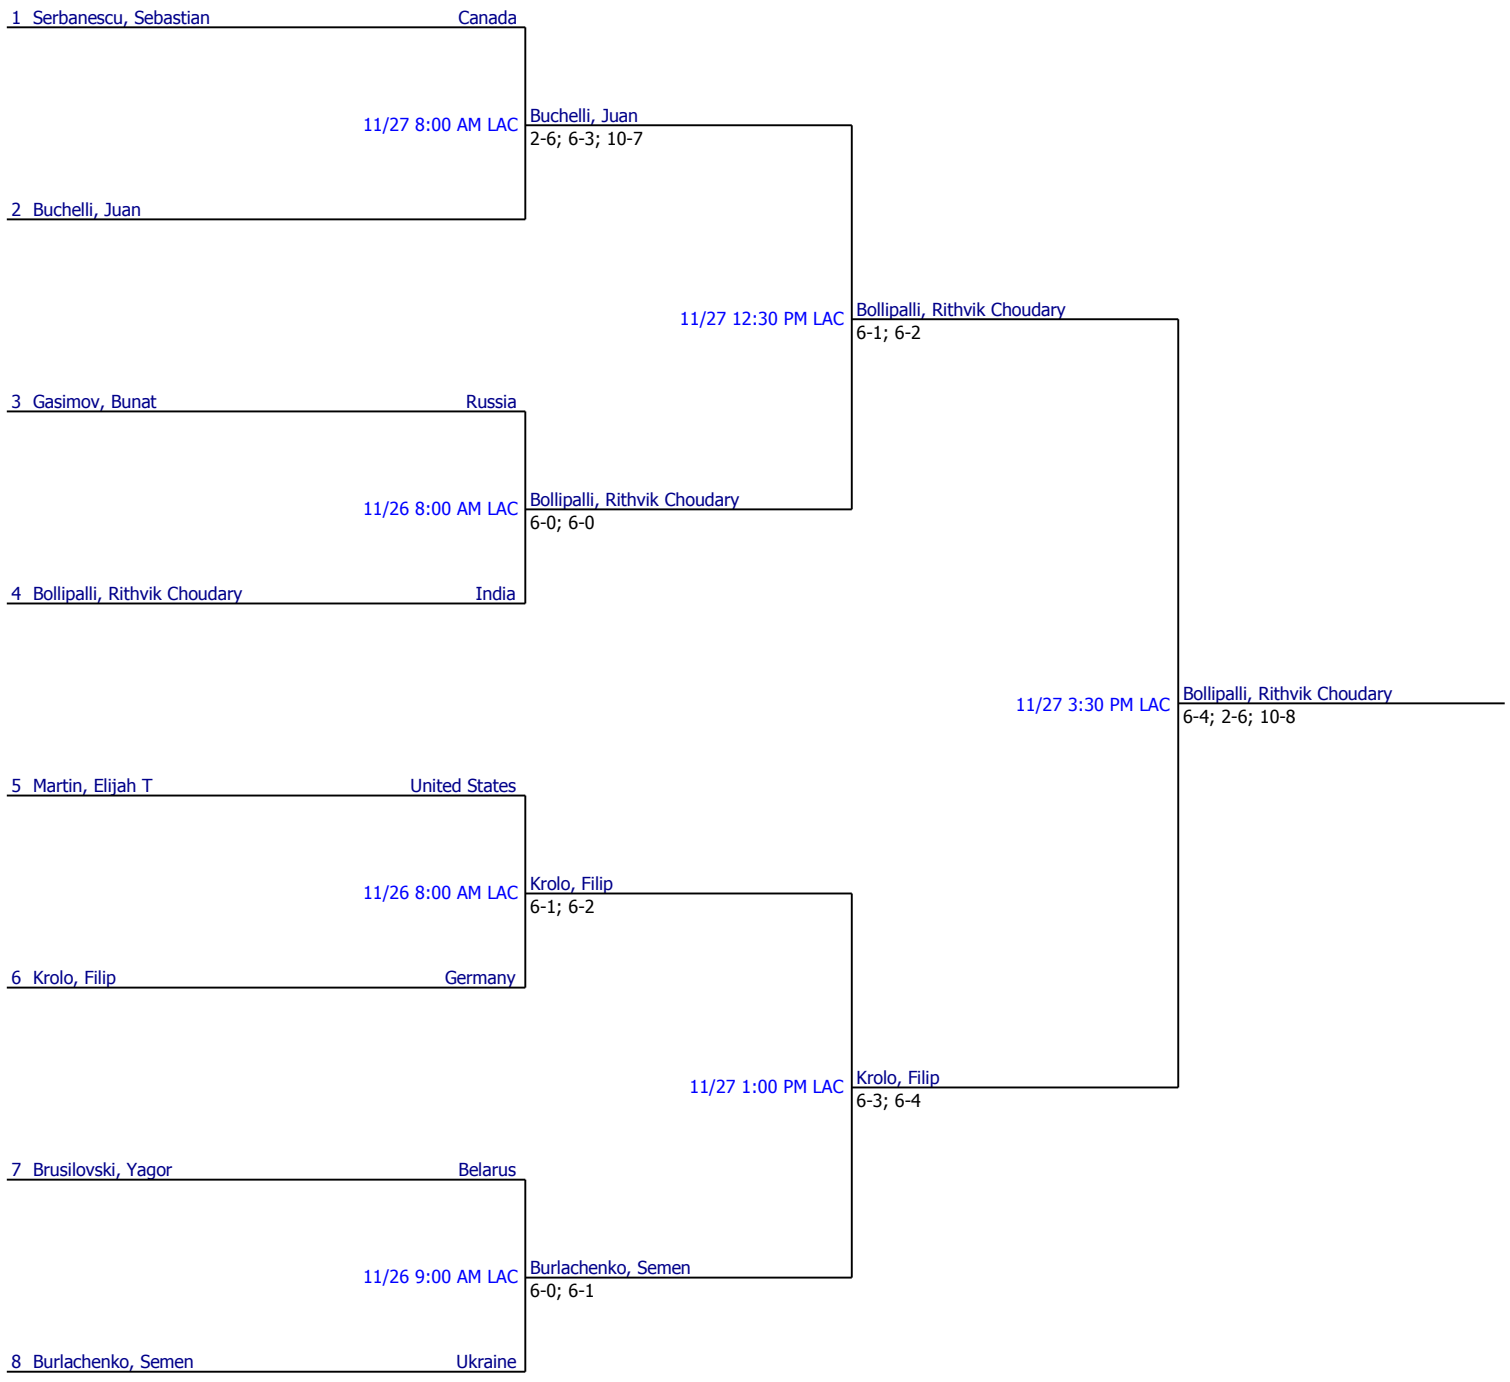 1 Serbanescu, Sebastian Canada
11/27 8:00 AM LAC
Buchelli, Juan
2-6; 6-3; 10-7
2 Buchelli, Juan
11/27 12:30 PM LAC
Bollipalli, Rithvik Choudary
6-1; 6-2
3 Gasimov, Bunat Russia
11/26 8:00 AM LAC
Bollipalli, Rithvik Choudary
6-0; 6-0
4 Bollipalli, Rithvik Choudary India
11/27 3:30 PM LAC
Bollipalli, Rithvik Choudary
6-4; 2-6; 10-8
5 Martin, Elijah T United States
11/26 8:00 AM LAC
Krolo, Filip
6-1; 6-2
6 Krolo, Filip Germany
11/27 1:00 PM LAC
Krolo, Filip
6-3; 6-4
7 Brusilovski, Yagor Belarus
11/26 9:00 AM LAC
Burlachenko, Semen
6-0; 6-1
8 Burlachenko, Semen Ukraine